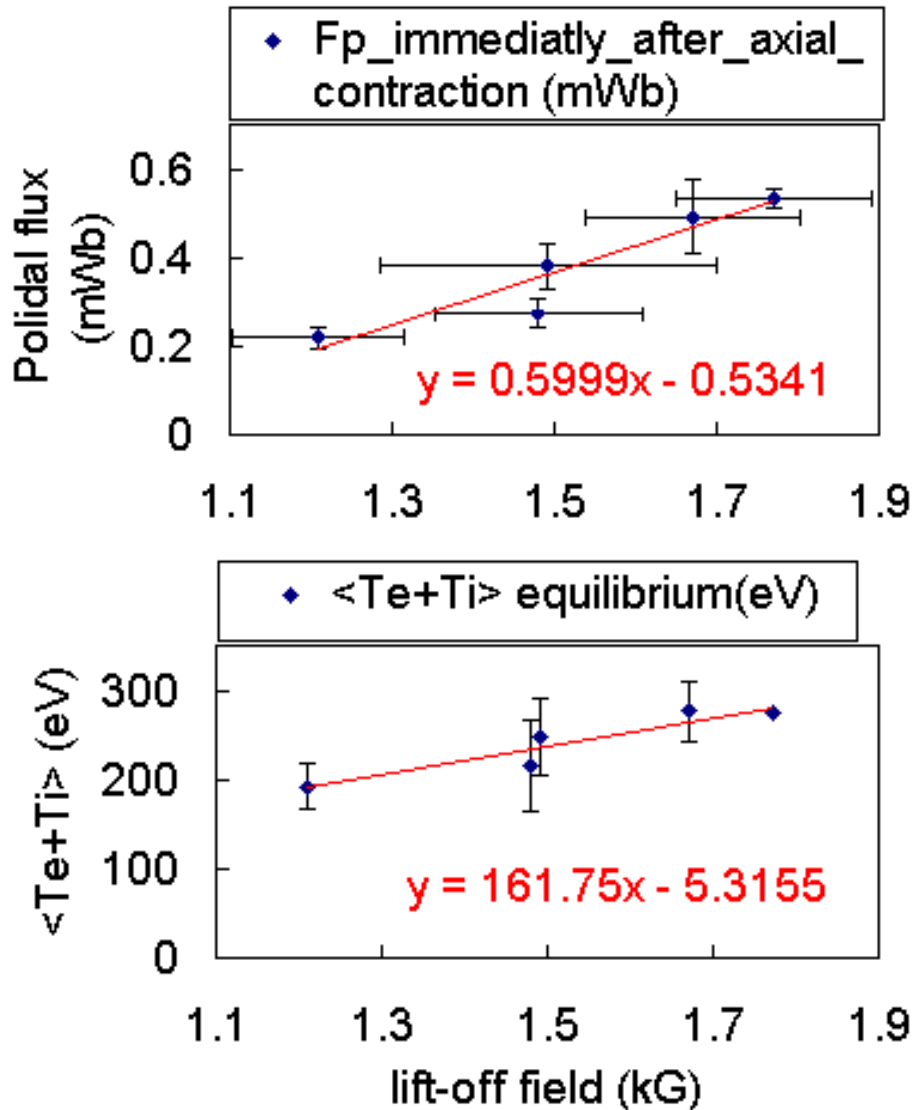 Fp_immediatly_after_axial_
contraction (mWb)
Polidal flux
(mWb)
0.6
0.4
0.2
0
y = 0.5999x - 0.5341
1.1 1.3 1.5 1.7 1.9
<Te+Ti> equilibrium(eV)
<Te+Ti> (eV)
300
200
100
0
y = 161.75x - 5.3155
1.1 1.3 1.5 1.7 1.9
lift-off field (kG)